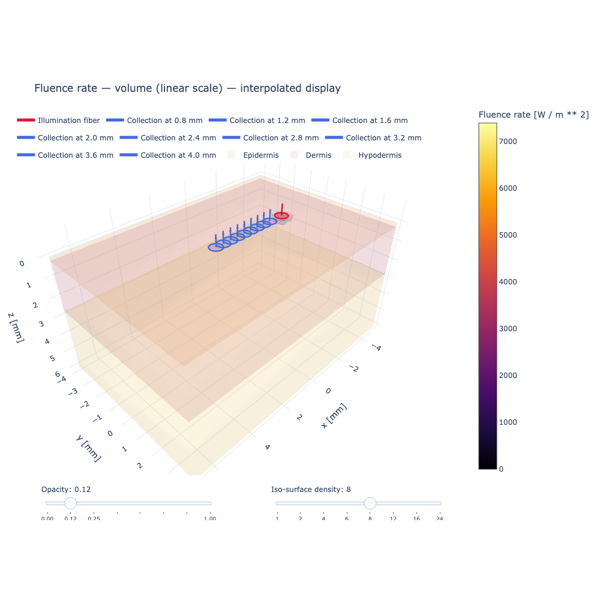 Fluence rate — volume (linear scale) — interpolated display
Illumination fiber Collection at 0.8 mm Collection at 1.2 mm Collection at 1.6 mm
Collection at 2.0 mm Collection at 2.4 mm Collection at 2.8 mm Collection at 3.2 mm
Collection at 3.6 mm Collection at 4.0 mm Epidermis Dermis Hypodermis
Fluence rate [W / m ** 2]
7000
6000
5000
4000
3000
2000
1000
0
0
1
2
3
4
5
6
z [mm]
−4
−3
−2
−1
0
1
2
y [mm]
−4
−2
0
2
4
x [mm]
Opacity: 0.12
0.00 0.12 0.25 1.00
Iso-surface density: 8
1 2 4 6 8 12 16 24